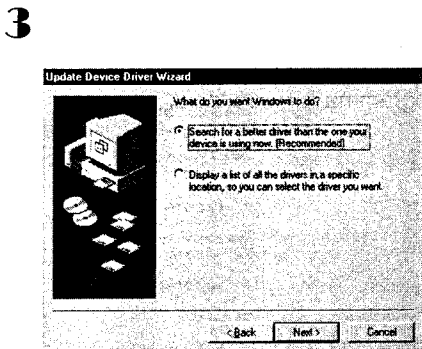 3
Update Device Driver Wizard
What do you want Windows to do?
Search for a better driver than the one your
device is using now. (Recommended)
Display a list of all the drivers in a specific
location, so you can select the driver you want.
< Back
Next >
Cancel